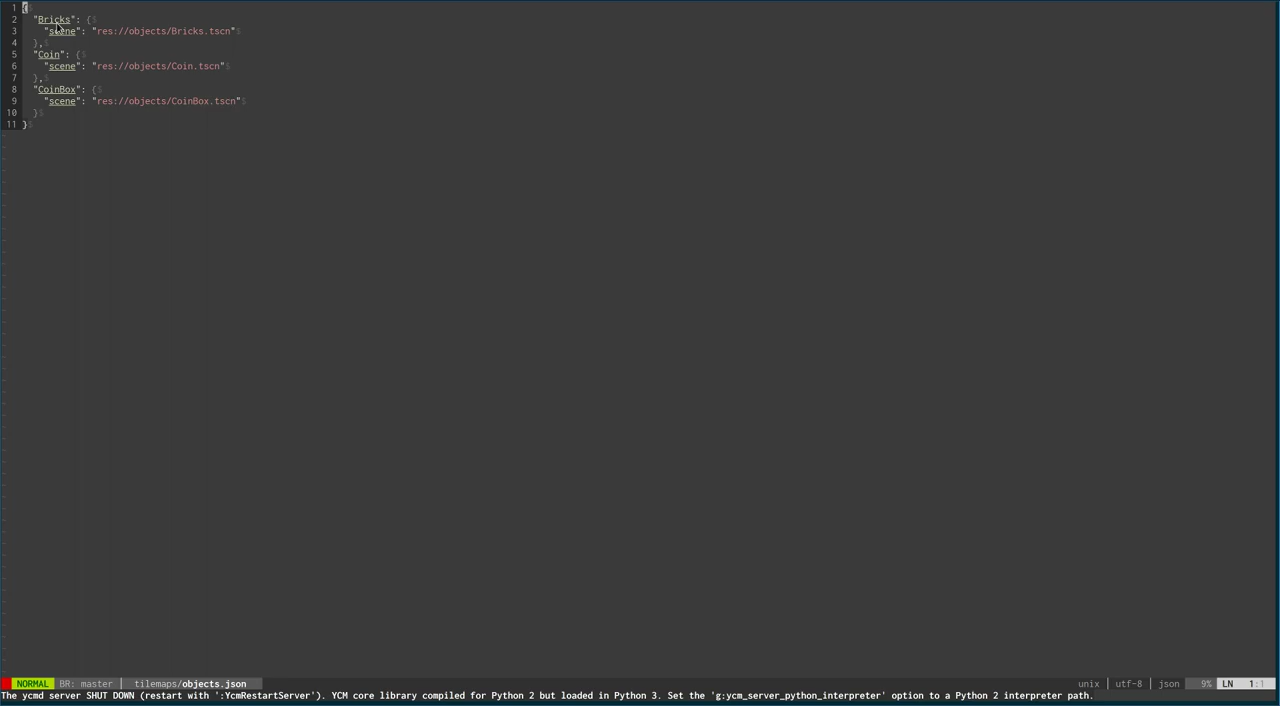 1 {$
2 "Bricks": {$
3 "scene": "res://objects/Bricks.tscn"$
4 },$
5 "Coin": {$
6 "scene": "res://objects/Coin.tscn"$
7 },$
8 "CoinBox": {$
9 "scene": "res://objects/CoinBox.tscn"$
10 }$
11 }$
NORMAL BR: master | tilemaps/objects.json unix | utf-8 | json 9% LN 1:1
The ycmd server SHUT DOWN (restart with ':YcmRestartServer'). YCM core library compiled for Python 2 but loaded in Python 3. Set the 'g:ycm_server_python_interpreter' option to a Python 2 interpreter path.